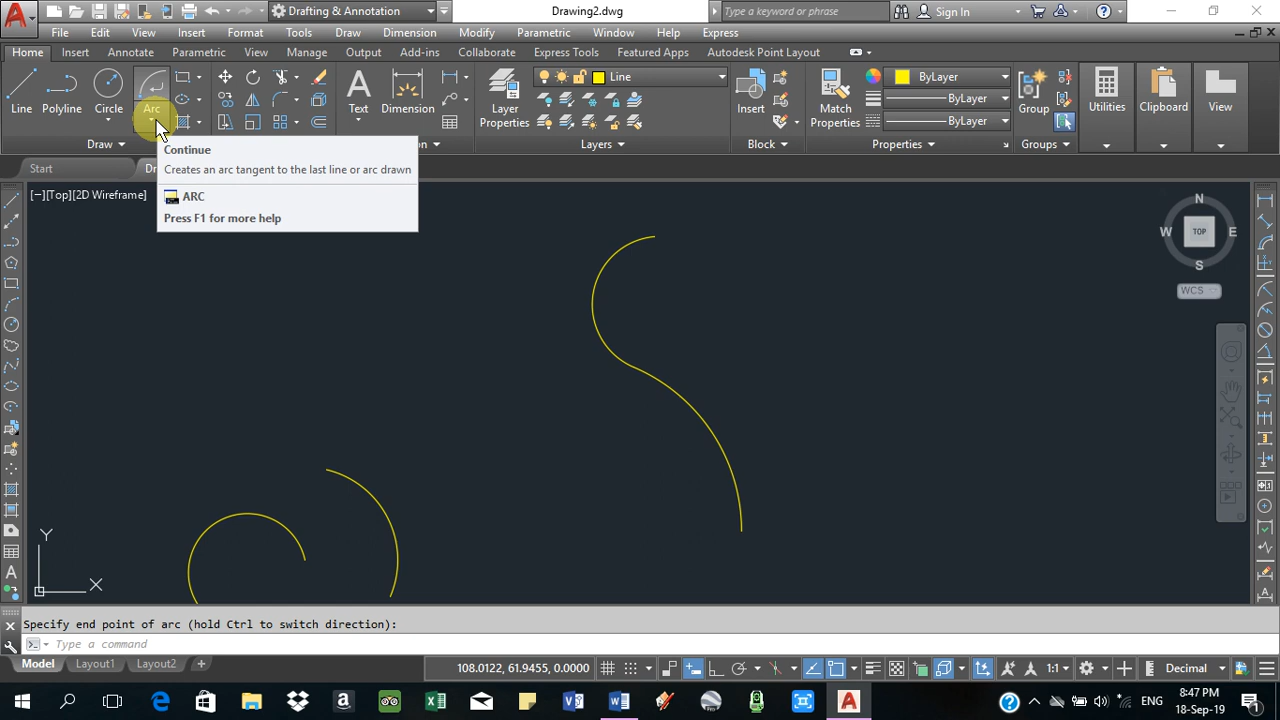 Drafting & Annotation
Drawing2.dwg
Type a keyword or phrase
Sign In
File Edit View Insert Format Tools Draw Dimension Modify Parametric Window Help Express
Home Insert Annotate Parametric View Manage Output Add-ins Collaborate Express Tools Featured Apps Autodesk Point Layout
Line
ByLayer
Line Polyline Circle Arc
Text Dimension
Layer Properties
Insert
Match Properties
ByLayer
ByLayer
Group
Utilities
Clipboard
View
Draw
Layers
Block
Properties
Groups
Start
Continue
Creates an arc tangent to the last line or arc drawn
ARC
Press F1 for more help
[−][Top][2D Wireframe]
N
W TOP E
S
WCS
Y
X
Specify end point of arc (hold Ctrl to switch direction):
Type a command
Model Layout1 Layout2
108.0122, 61.9455, 0.0000
1:1
Decimal
ENG
8:47 PM
18-Sep-19